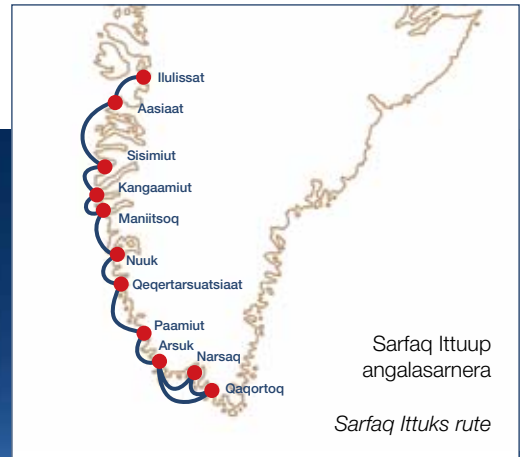 Ilulissat
Aasiaat
Sisimiut
Kangaamiut
Maniitsoq
Nuuk
Qeqertarsuatsiaat
Paamiut
Arsuk
Narsaq
Qaqortoq
Sarfaq Ittuup
angalasarnera
Sarfaq Ittuks rute